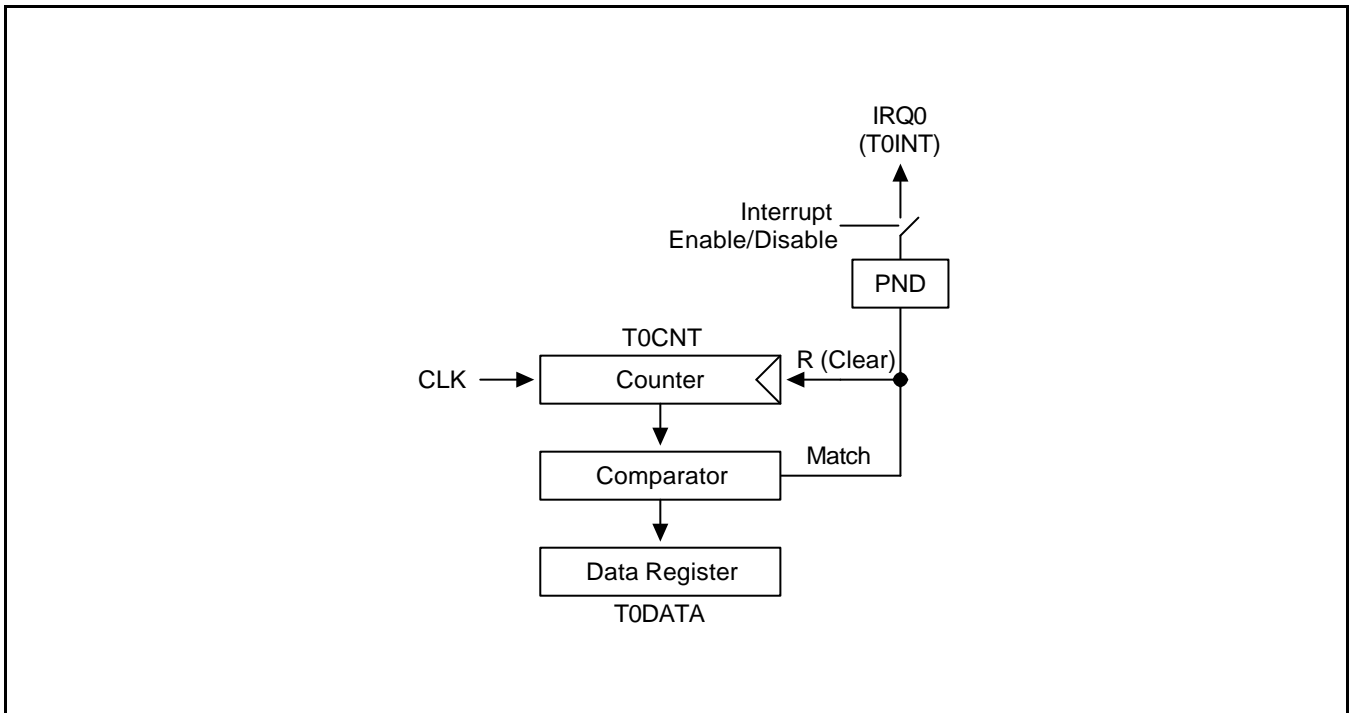 IRQ0
(T0INT)
Interrupt
Enable/Disable
PND
T0CNT
R (Clear)
CLK
Counter
Match
Comparator
Data Register
T0DATA